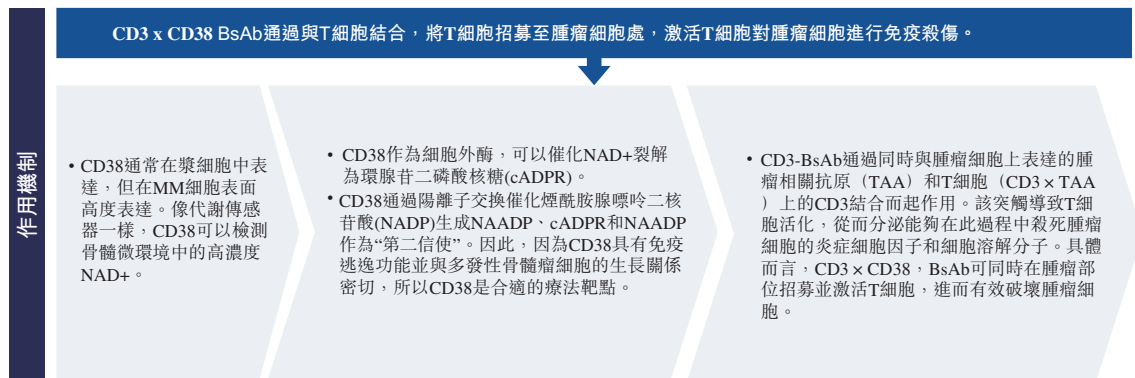 CD3 x CD38 BsAb通過與T細胞結合，將T細胞招募至腫瘤細胞處，激活T細胞對腫瘤細胞進行免疫殺傷。
作用機制
• CD38通常在漿細胞中表
達，但在MM細胞表面
高度表達。像代謝傳感
器一樣，CD38可以檢測
骨髓微環境中的高濃度
NAD+。
• CD38作為細胞外酶，可以催化NAD+裂解
為環腺苷二磷酸核糖(cADPR)。
• CD38通過陽離子交換催化煙酰胺腺嘌呤二核
苷酸(NADP)生成NAADP、cADPR和NAADP
作為“第二信使”。因此，因為CD38具有免疫
逃逸功能並與多發性骨髓瘤細胞的生長關係
密切，所以CD38是合適的療法靶點。
• CD3-BsAb通過同時與腫瘤細胞上表達的腫
瘤相關抗原（TAA）和T細胞（CD3 × TAA
）上的CD3結合而起作用。該突觸導致T細
胞活化，從而分泌能夠在此過程中殺死腫瘤
細胞的炎症細胞因子和細胞溶解分子。具體
而言，CD3 × CD38，BsAb可同時在腫瘤部
位招募並激活T細胞，進而有效破壞腫瘤細
胞。